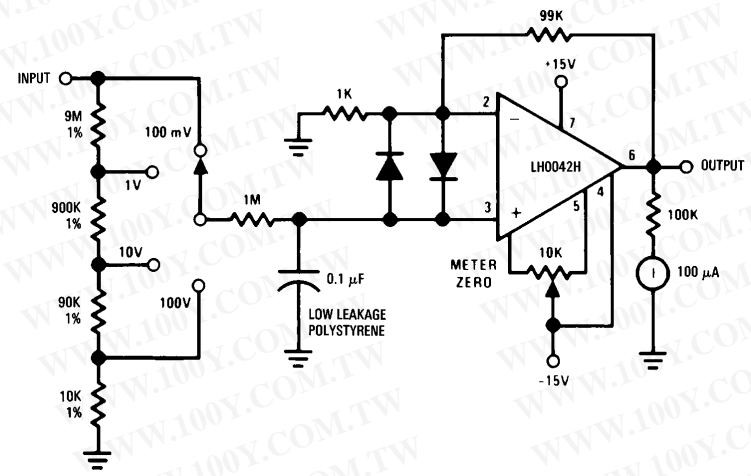 99K
+15V
INPUT
1K
2
−
7
9M
1%
100 mV
LH0042H
6
OUTPUT
4
1V
5
900K
1%
1M
3
+
100K
10V
METER
ZERO
10K
0.1 µF
100 µA
90K
1%
100V
LOW LEAKAGE
POLYSTYRENE
-15V
10K
1%
WWW.100Y.COM.TW